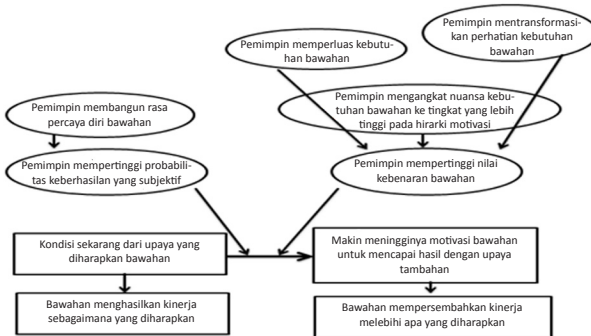 Pemimpin mentransformasi-
kan perhatian kebutuhan
bawahan
Pemimpin memperluas kebutu-
han bawahan
Pemimpin membangun rasa
percaya diri bawahan
Pemimpin mengangkat nuansa kebu-
tuhan bawahan ke tingkat yang lebih
tinggi pada hirarki motivasi
Pemimpin mempertinggi probabili-
tas keberhasilan yang subjektif
Pemimpin mempertinggi nilai
kebenaran bawahan
Kondisi sekarang dari upaya yang
diharapkan bawahan
Makin meningginya motivasi bawahan
untuk mencapai hasil dengan upaya
tambahan
Bawahan menghasilkan kinerja
sebagaimana yang diharapkan
Bawahan mempersembahkan kinerja
melebihi apa yang diharapkan